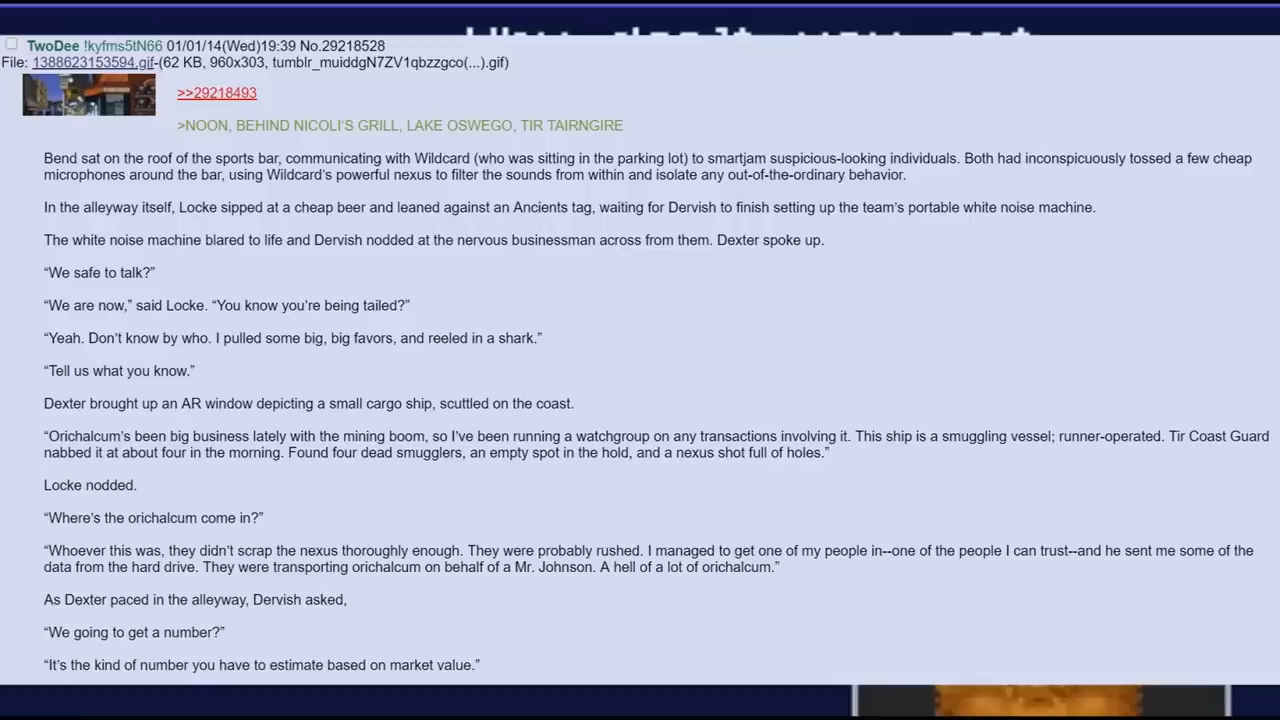 TwoDee !kyfms5tN66 01/01/14(Wed)19:39 No.29218528
File: 1388623153594.gif-(62 KB, 960x303, tumblr_muiddgN7ZV1qbzzgco(...).gif)
>>29218493
>NOON, BEHIND NICOLI'S GRILL, LAKE OSWEGO, TIR TAIRNGIRE
Bend sat on the roof of the sports bar, communicating with Wildcard (who was sitting in the parking lot) to smartjam suspicious-looking individuals. Both had inconspicuously tossed a few cheap
microphones around the bar, using Wildcard's powerful nexus to filter the sounds from within and isolate any out-of-the-ordinary behavior.
In the alleyway itself, Locke sipped at a cheap beer and leaned against an Ancients tag, waiting for Dervish to finish setting up the team's portable white noise machine.
The white noise machine blared to life and Dervish nodded at the nervous businessman across from them. Dexter spoke up.
“We safe to talk?”
“We are now,” said Locke. “You know you're being tailed?”
“Yeah. Don't know by who. I pulled some big, big favors, and reeled in a shark.”
“Tell us what you know.”
Dexter brought up an AR window depicting a small cargo ship, scuttled on the coast.
“Orichalcum's been big business lately with the mining boom, so I've been running a watchgroup on any transactions involving it. This ship is a smuggling vessel; runner-operated. Tir Coast Guard
nabbed it at about four in the morning. Found four dead smugglers, an empty spot in the hold, and a nexus shot full of holes.”
Locke nodded.
“Where's the orichalcum come in?”
“Whoever this was, they didn't scrap the nexus thoroughly enough. They were probably rushed. I managed to get one of my people in--one of the people I can trust--and he sent me some of the
data from the hard drive. They were transporting orichalcum on behalf of a Mr. Johnson. A hell of a lot of orichalcum.”
As Dexter paced in the alleyway, Dervish asked,
“We going to get a number?”
“It's the kind of number you have to estimate based on market value.”